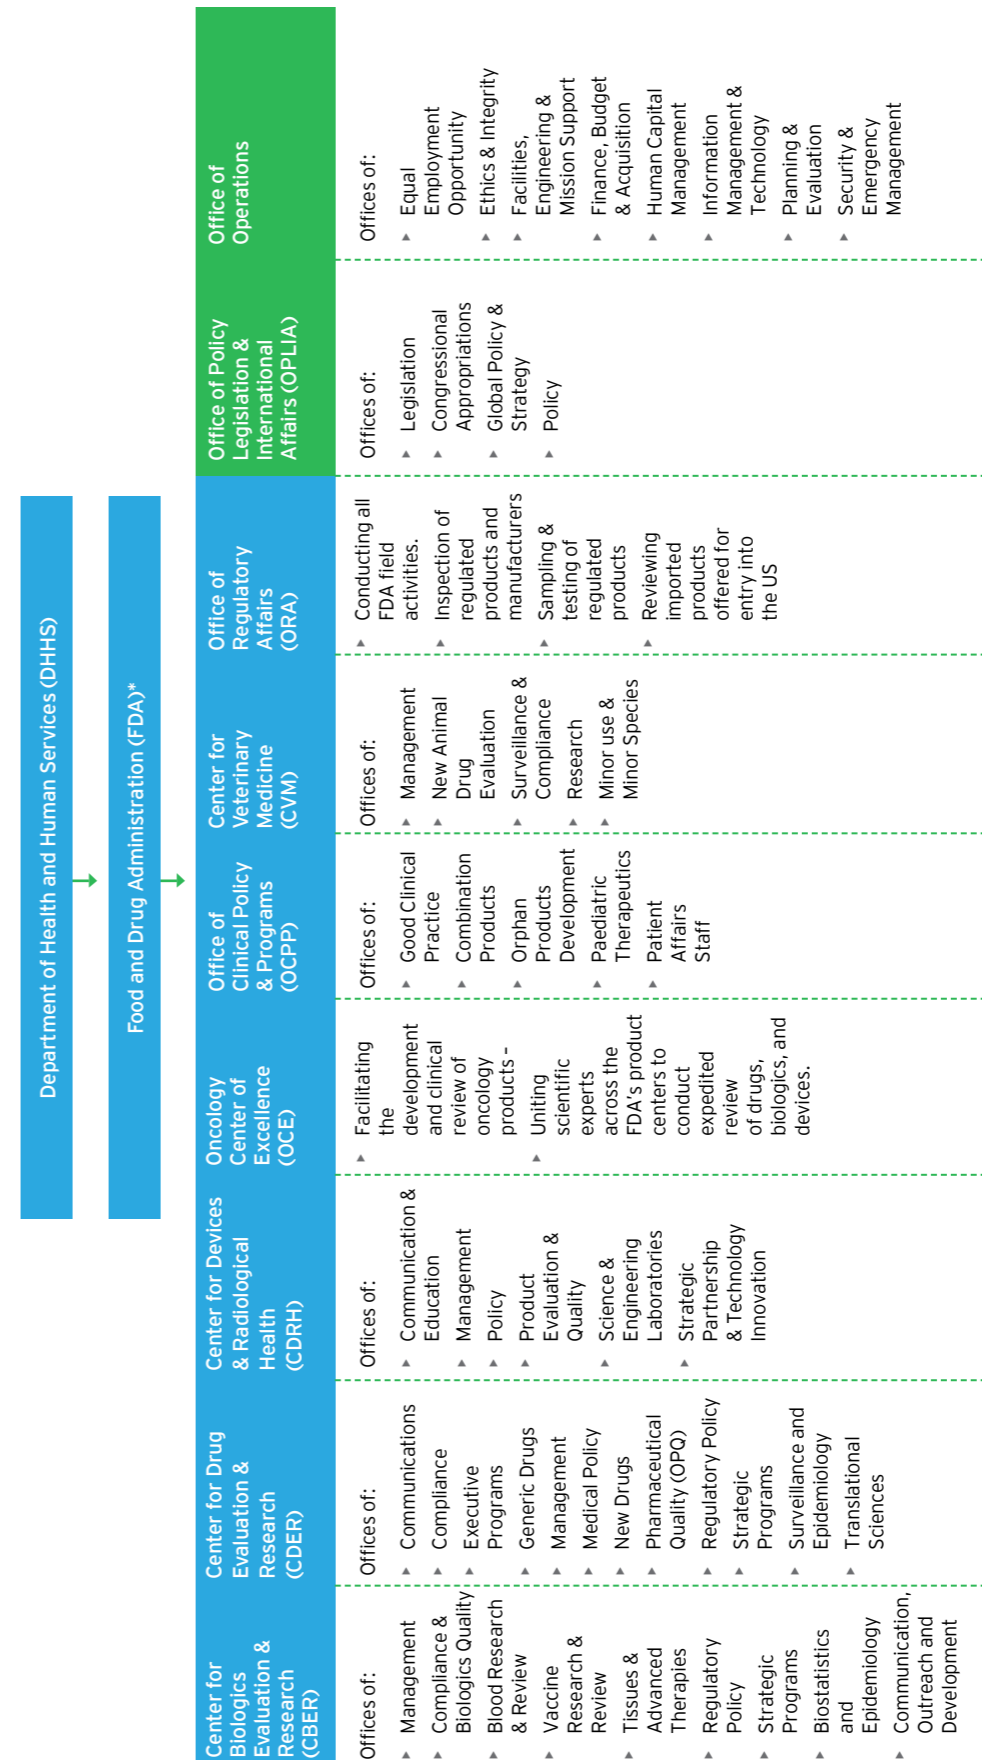 Department of Health and Human Services (DHHS)
Food and Drug Administration (FDA)*
Center for
Biologics
Evaluation &
Research
(CBER)
Offices of:
Management
Compliance &
Biologics Quality
Blood Research
& Review
Vaccine
Research &
Review
Tissues &
Advanced
Therapies
Regulatory
Policy
Strategic
Programs
Biostatistics
and
Epidemiology
Communication,
Outreach and
Development
Center for Drug
Evaluation &
Research
(CDER)
Offices of:
Communications
Compliance
Executive
Programs
Generic Drugs
Management
Medical Policy
New Drugs
Pharmaceutical
Quality (OPQ)
Regulatory Policy
Strategic
Programs
Surveillance and
Epidemiology
Translational
Sciences
Center for Devices
& Radiological
Health
(CDRH)
Offices of:
Communication &
Education
Management
Policy
Product
Evaluation &
Quality
Science &
Engineering
Laboratories
Strategic
Partnership
& Technology
Innovation
Oncology
Center of
Excellence
(OCE)
Facilitating
the
development
and clinical
review of
oncology
products -
Uniting
scientific
experts
across the
FDA's product
centers to
conduct
expedited
review
of drugs,
biologics, and
devices.
Office of
Clinical Policy
& Programs
(OCPP)
Offices of:
Good Clinical
Practice
Combination
Products
Orphan
Products
Development
Paediatric
Therapeutics
Patient
Affairs
Staff
Center for
Veterinary
Medicine
(CVM)
Offices of:
Management
New Animal
Drug
Evaluation
Surveillance &
Compliance
Research
Minor use &
Minor Species
Office of
Regulatory
Affairs
(ORA)
Conducting all
FDA field
activities.
Inspection of
regulated
products and
manufacturers
Sampling &
testing of
regulated
products
Reviewing
imported
products
offered for
entry into
the US
Office of Policy
Legislation &
International
Affairs (OPLIA)
Offices of:
Legislation
Congressional
Appropriations
Global Policy &
Strategy
Policy
Office of
Operations
Offices of:
Equal
Employment
Opportunity
Ethics & Integrity
Facilities,
Engineering &
Mission Support
Finance, Budget
& Acquisition
Human Capital
Management
Information
Management &
Technology
Planning &
Evaluation
Security &
Emergency
Management